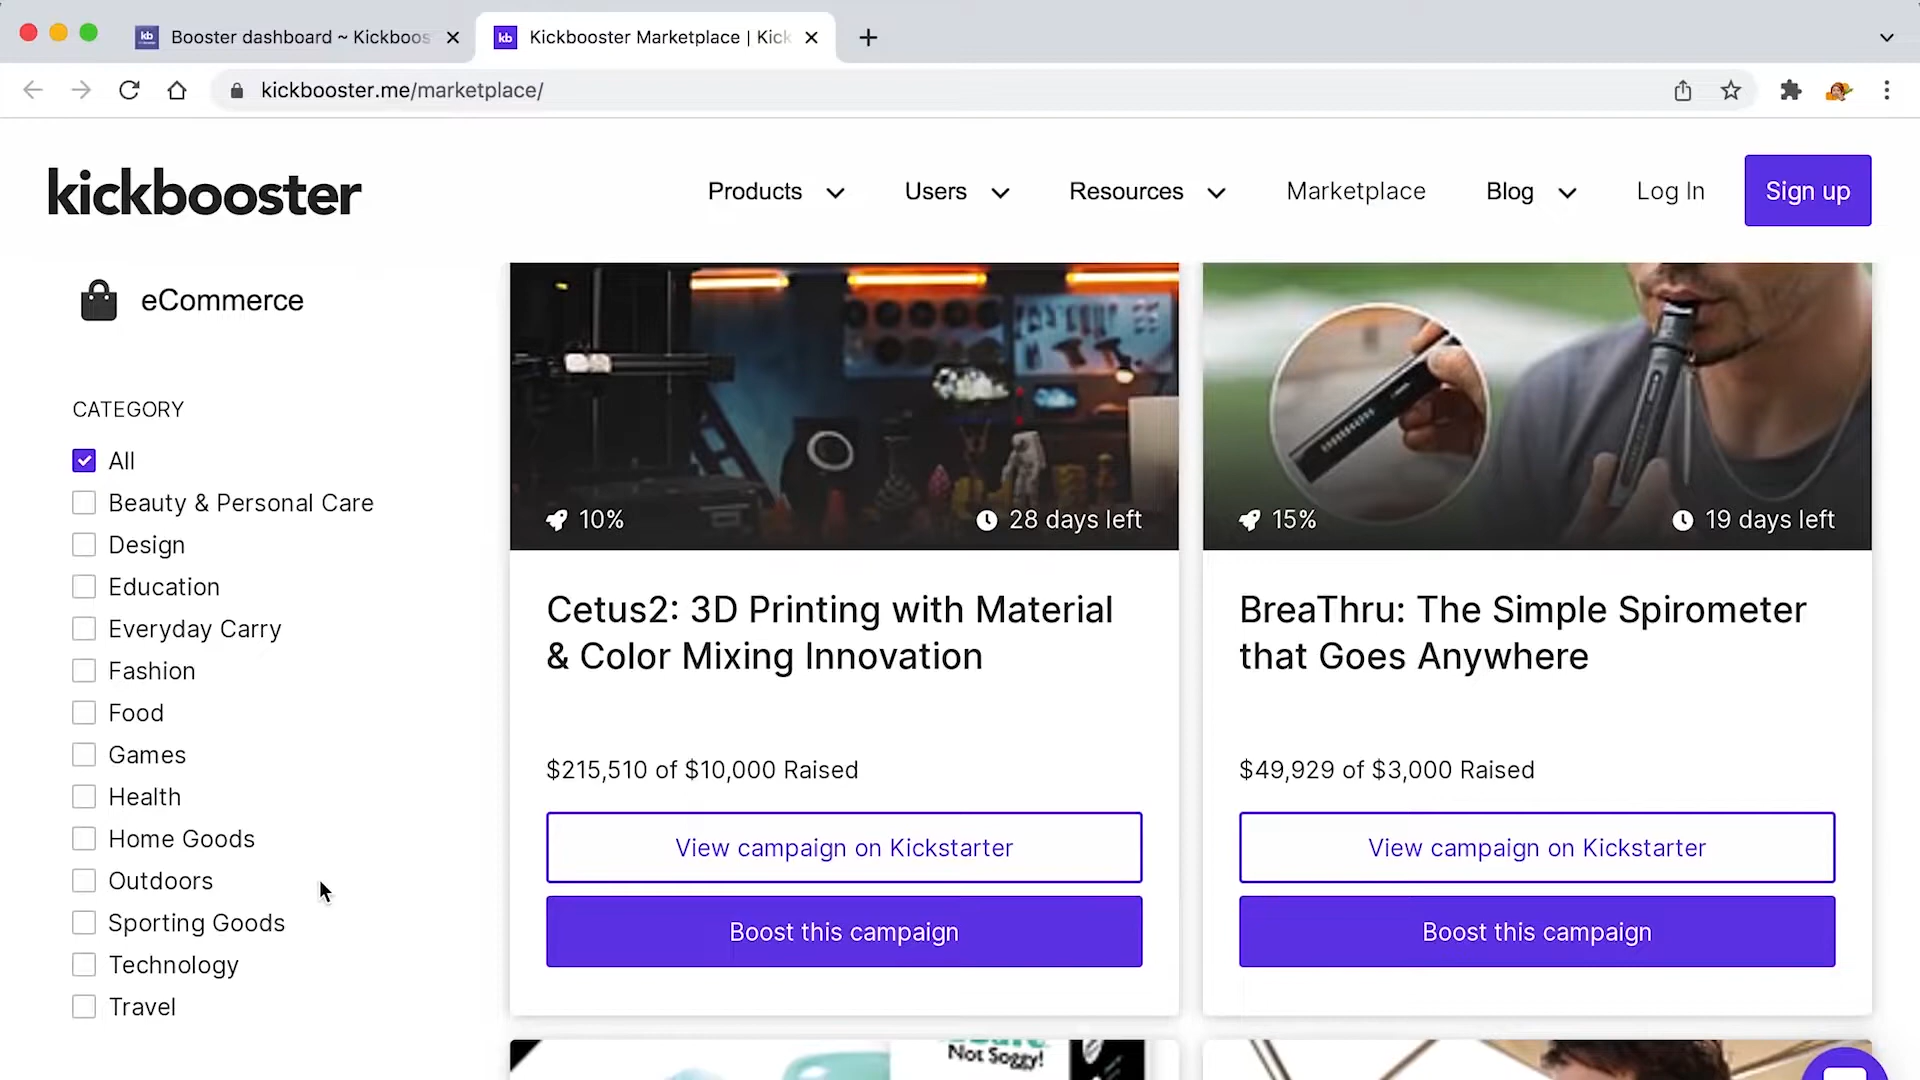 kb Booster dashboard ~ Kickboos
kb Kickbooster Marketplace | Kick
kickbooster.me/marketplace/
kickbooster
Products
Users
Resources
Marketplace
Blog
Log In
Sign up
eCommerce
CATEGORY
All
Beauty & Personal Care
Design
Education
Everyday Carry
Fashion
Food
Games
Health
Home Goods
Outdoors
Sporting Goods
Technology
Travel
10%
28 days left
Cetus2: 3D Printing with Material
& Color Mixing Innovation
$215,510 of $10,000 Raised
View campaign on Kickstarter
Boost this campaign
15%
19 days left
BreaThru: The Simple Spirometer
that Goes Anywhere
$49,929 of $3,000 Raised
View campaign on Kickstarter
Boost this campaign
Not Soggy!